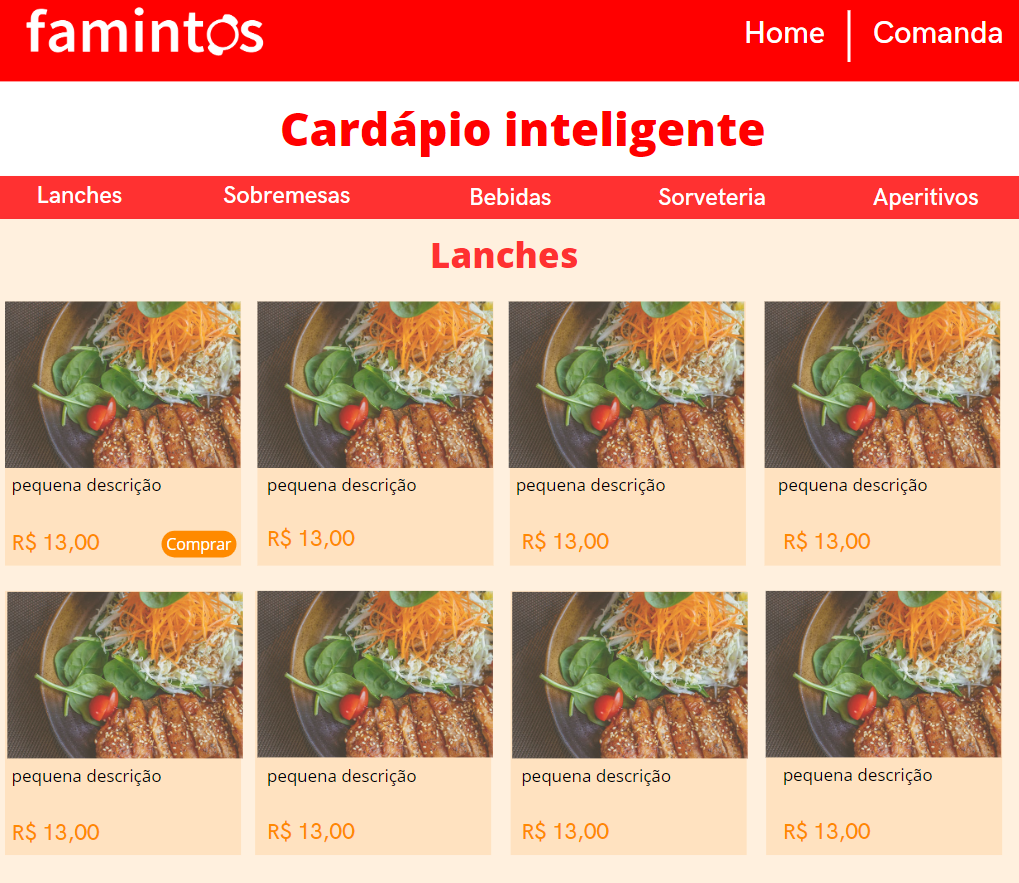 famintos
Home
Comanda
Cardápio inteligente
Lanches
Sobremesas
Bebidas
Sorveteria
Aperitivos
Lanches
pequena descrição
pequena descrição
pequena descrição
pequena descrição
R$ 13,00
Comprar
R$ 13,00
R$ 13,00
R$ 13,00
pequena descrição
pequena descrição
pequena descrição
pequena descrição
R$ 13,00
R$ 13,00
R$ 13,00
R$ 13,00